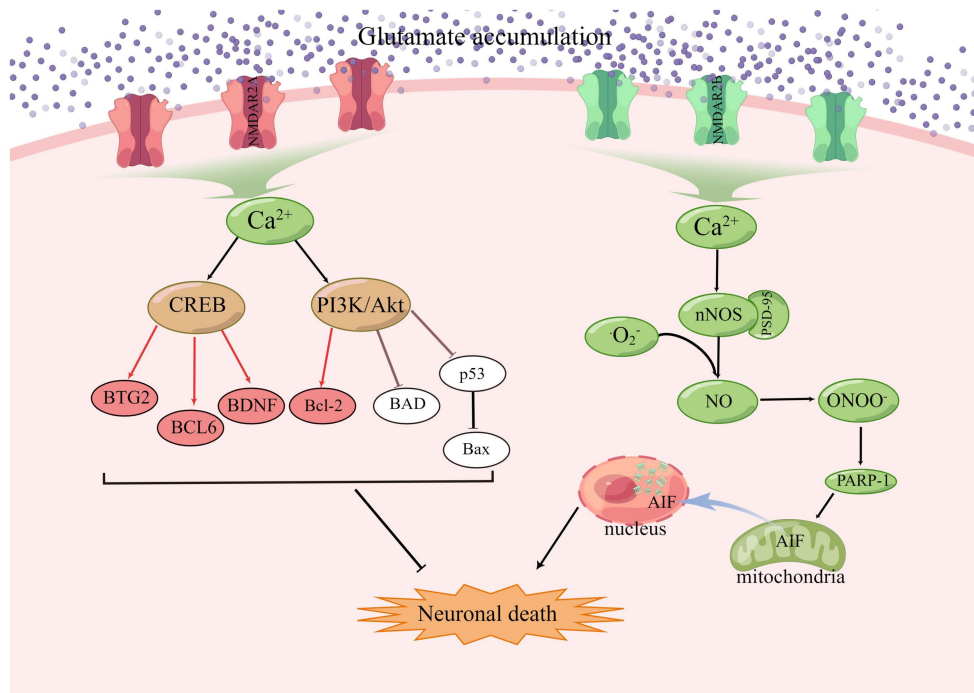 Glutamate accumulation
NMDAR2A
NMDAR2B
Ca²⁺
Ca²⁺
CREB
PI3K/Akt
nNOS
PSD-95
·O₂⁻
BTG2
BCL6
BDNF
Bcl-2
BAD
p53
Bax
NO
ONOO⁻
PARP-1
AIF
nucleus
AIF
mitochondria
Neuronal death